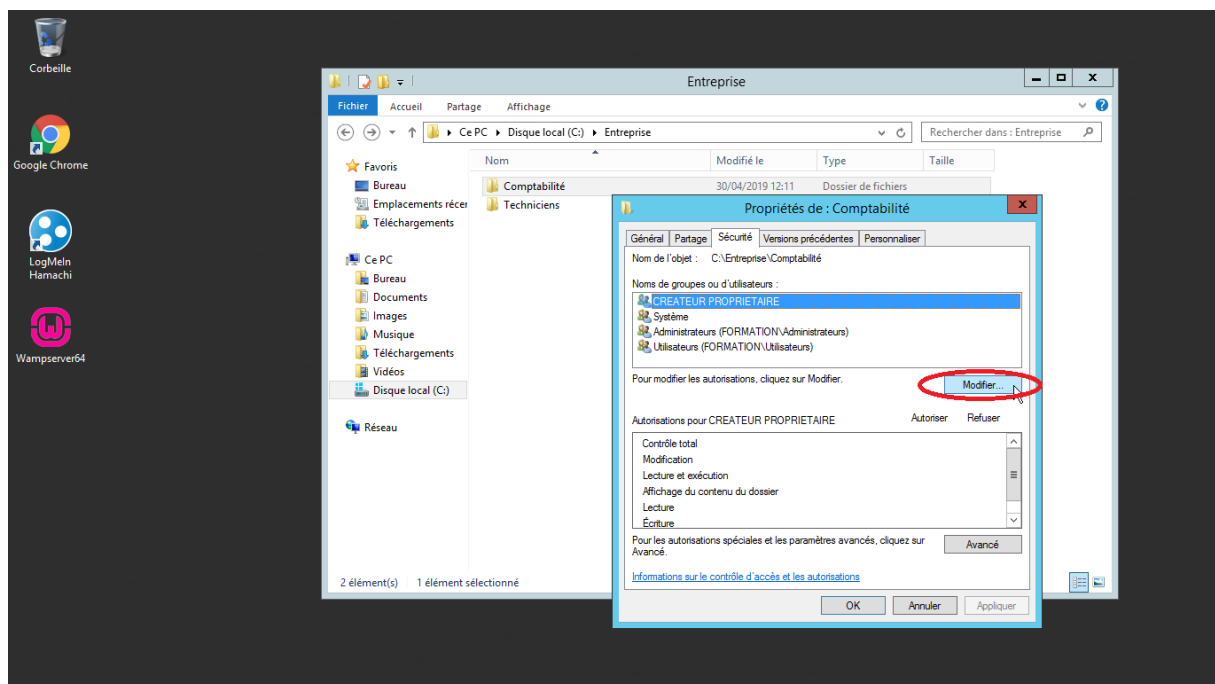 Corbeille
Google Chrome
LogMeIn
Hamachi
Wampserver64
Entreprise
Fichier Accueil Partage Affichage
Ce PC Disque local (C:) Entreprise
Rechercher dans : Entreprise
Nom Modifié le Type Taille
Favoris
Bureau
Emplacements récer
Téléchargements
Ce PC
Bureau
Documents
Images
Musique
Téléchargements
Vidéos
Disque local (C:)
Réseau
Comptabilité 30/04/2019 12:11 Dossier de fichiers
Techniciens
2 élément(s) 1 élément sélectionné
Propriétés de : Comptabilité
Général Partage Sécurité Versions précédentes Personnaliser
Nom de l'objet : C:\Entreprise\Comptabilité
Noms de groupes ou d'utilisateurs :
CREATEUR PROPRIETAIRE
Système
Administrateurs (FORMATION\Administrateurs)
Utilisateurs (FORMATION\Utilisateurs)
Pour modifier les autorisations, cliquez sur Modifier.
Modifier...
Autorisations pour CREATEUR PROPRIETAIRE Autoriser Refuser
Contrôle total
Modification
Lecture et exécution
Affichage du contenu du dossier
Lecture
Écriture
Pour les autorisations spéciales et les paramètres avancés, cliquez sur
Avancé.
Avancé
Informations sur le contrôle d'accès et les autorisations
OK Annuler Appliquer